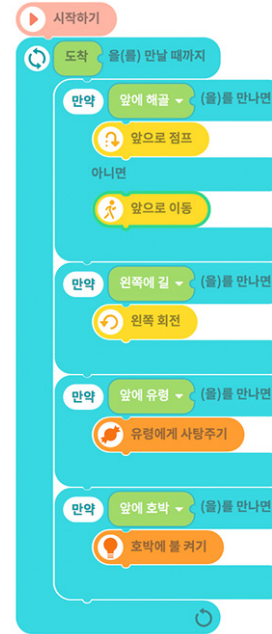 시작하기
도착 을(를) 만날 때까지
만약 앞에 해골 (을)를 만나면
앞으로 점프
아니면
앞으로 이동
만약 왼쪽에 길 (을)를 만나면
왼쪽 회전
만약 앞에 유령 (을)를 만나면
유령에게 사탕주기
만약 앞에 호박 (을)를 만나면
호박에 불 켜기